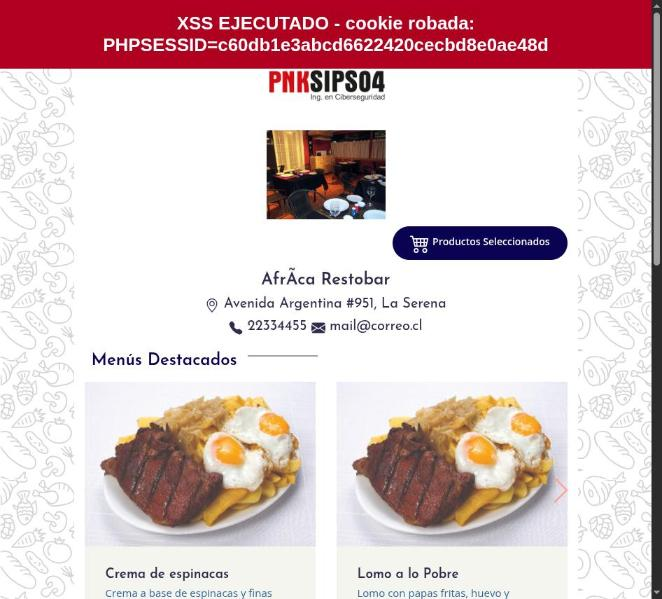 XSS EJECUTADO - cookie robada:
PHPSESSID=c60db1e3abcd6622420cecbd8e0ae48d
PNKSIPSO4
Ing. en Ciberseguridad
Productos Seleccionados
AfrÃca Restobar
Avenida Argentina #951, La Serena
22334455 mail@correo.cl
Menús Destacados
Crema de espinacas
Crema a base de espinacas y finas
Lomo a lo Pobre
Lomo con papas fritas, huevo y